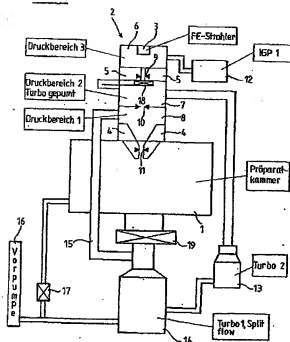 2
6
3
FE-Strahler
Druckbereich 3
9
5
5
IGP 1
12
Druckbereich 2
Turbo gepumt
18
7
10
Druckbereich 1
8
4
4
11
Präparat-
kammer
1
16
19
15
Vorpumpe
Turbo 2
13
17
Turbo 1, Split
flow
14